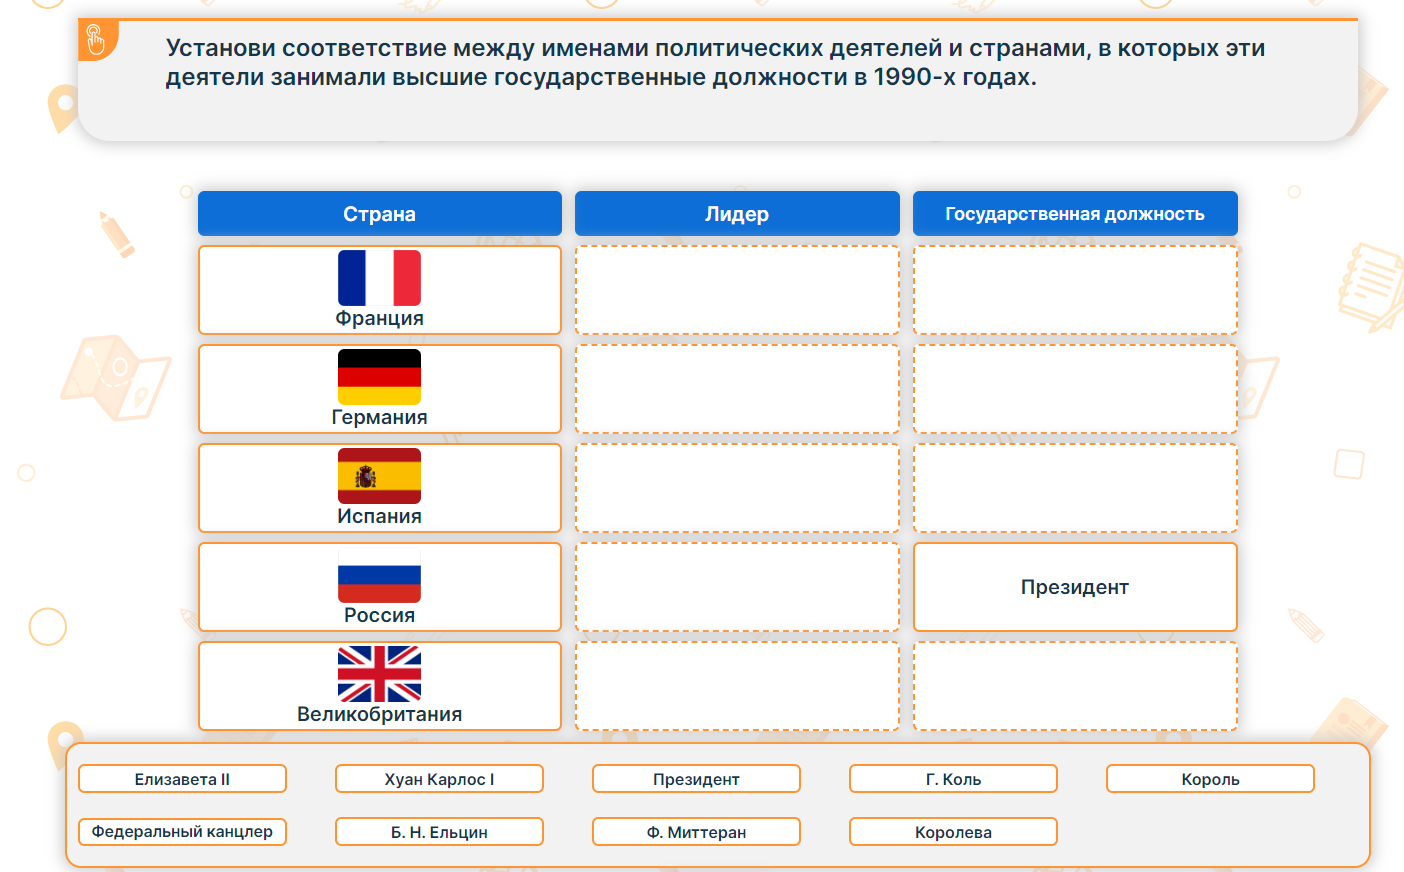 Установи соответствие между именами политических деятелей и странами, в которых эти
деятели занимали высшие государственные должности в 1990-х годах.
Страна
Лидер
Государственная должность
Франция
Германия
Испания
Россия
Президент
Великобритания
Елизавета II
Хуан Карлос I
Президент
Г. Коль
Король
Федеральный канцлер
Б. Н. Ельцин
Ф. Миттеран
Королева